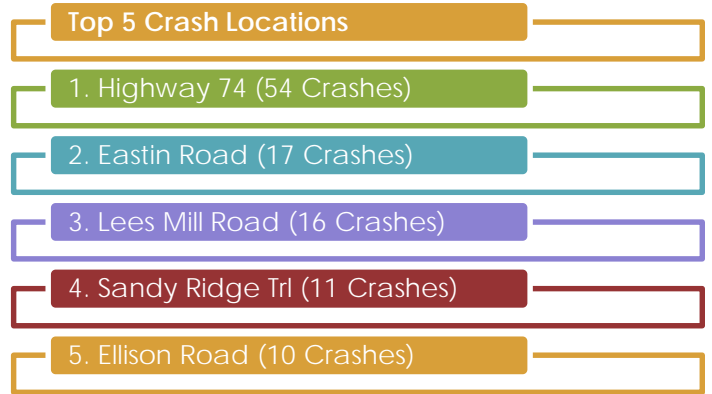 Top 5 Crash Locations
1. Highway 74 (54 Crashes)
2. Eastin Road (17 Crashes)
3. Lees Mill Road (16 Crashes)
4. Sandy Ridge Trl (11 Crashes)
5. Ellison Road (10 Crashes)